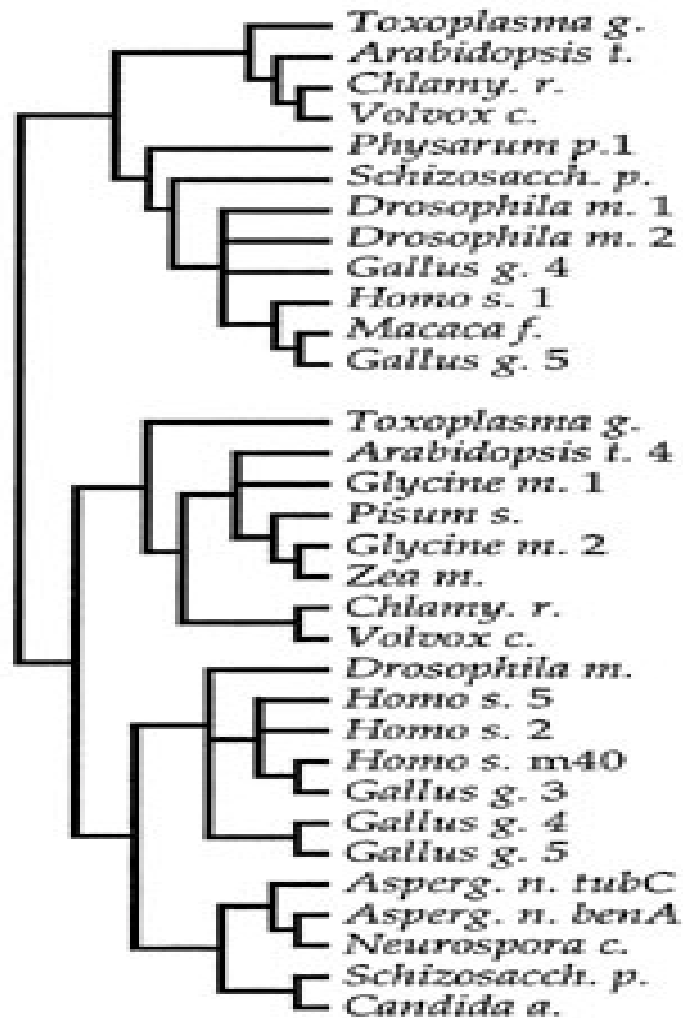 Toxoplasma g.
Arabidopsis t.
Chlamy. r.
Volvox c.
Physarum p.1
Schizosacch. p.
Drosophila m. 1
Drosophila m. 2
Gallus g. 4
Homo s. 1
Macaca f.
Gallus g. 5
Toxoplasma g.
Arabidopsis t. 4
Glycine m. 1
Pisum s.
Glycine m. 2
Zea m.
Chlamy. r.
Volvox c.
Drosophila m.
Homo s. 5
Homo s. 2
Homo s. m40
Gallus g. 3
Gallus g. 4
Gallus g. 5
Asperg. n. tubC
Asperg. n. benA
Neurospora c.
Schizosacch. p.
Candida a.